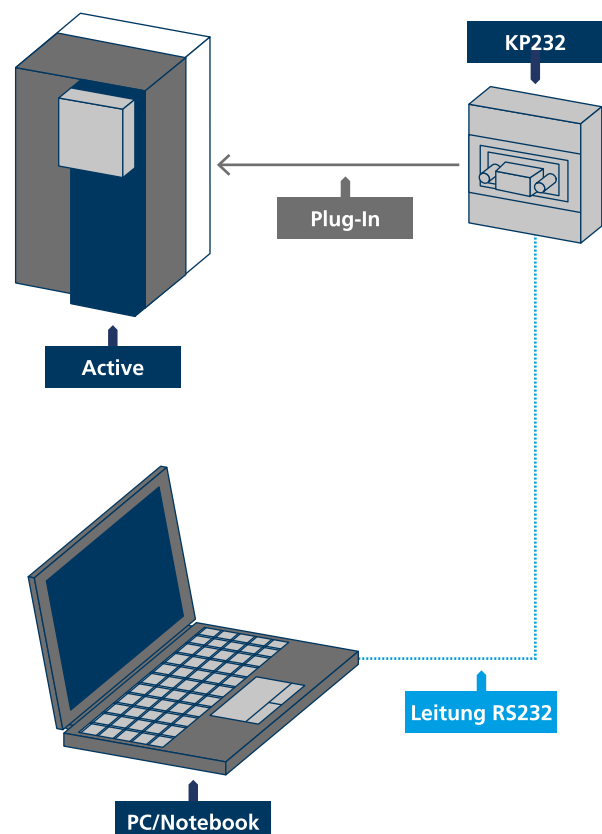 KP232
Plug-In
Active
Leitung RS232
PC/Notebook